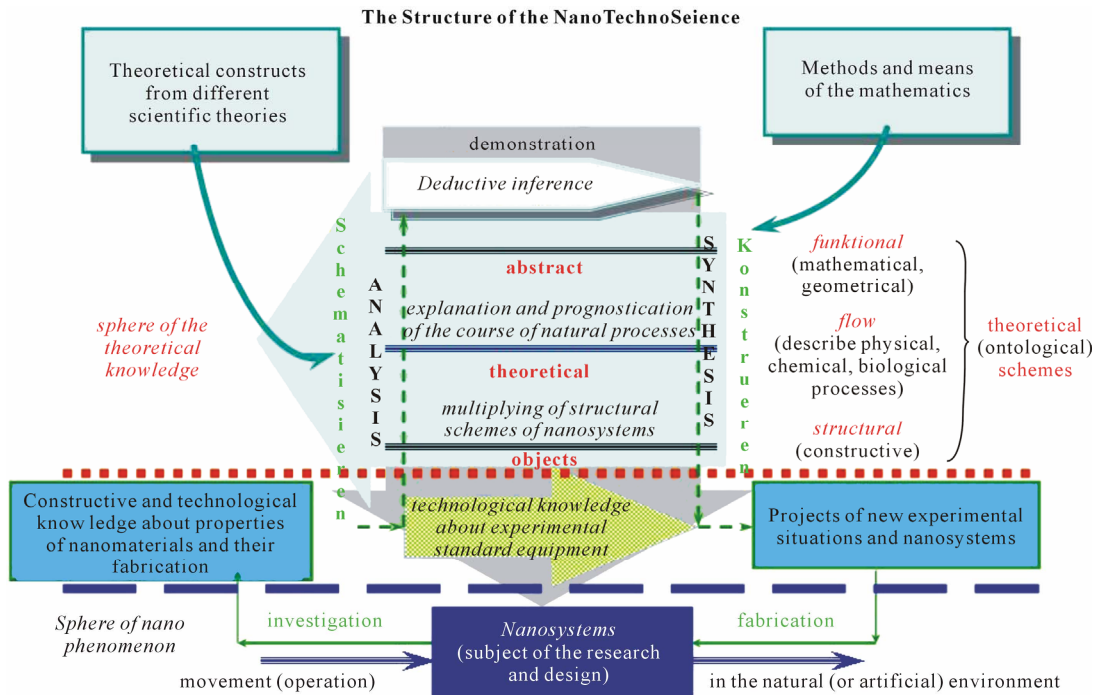 The Structure of the NanoTechnoSeience
Theoretical constructs
from different
scientific theories
Methods and means
of the mathematics
demonstration
Deductive inference
Schematisieren
ANALYSIS
SYNTHESIS
Konstrueren
abstract
explanation and prognostication
of the course of natural processes
theoretical
multiplying of structural
schemes of nanosystems
objects
sphere of the
theoretical
knowledge
funktional
(mathematical,
geometrical)
flow
(describe physical,
chemical, biological
processes)
structural
(constructive)
theoretical
(ontological)
schemes
Constructive and technological
know ledge about properties
of nanomaterials and their
fabrication
technological knowledge
about experimental
standard equipment
Projects of new experimental
situations and nanosystems
Sphere of nano
phenomenon
investigation
Nanosystems
(subject of the research
and design)
fabrication
movement (operation)
in the natural (or artificial) environment